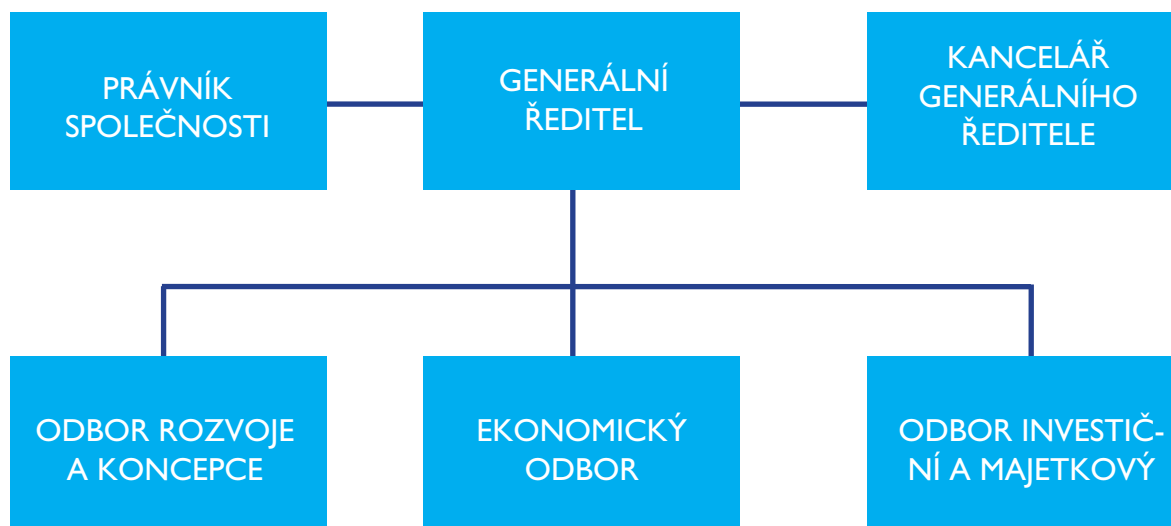 PRÁVNÍK
SPOLEČNOSTI
GENERÁLNÍ
ŘEDITEL
KANCELÁŘ
GENERÁLNÍHO
ŘEDITELE
ODBOR ROZVOJE
A KONCEPCE
EKONOMICKÝ
ODBOR
ODBOR INVESTIČ-
NÍ A MAJETKOVÝ